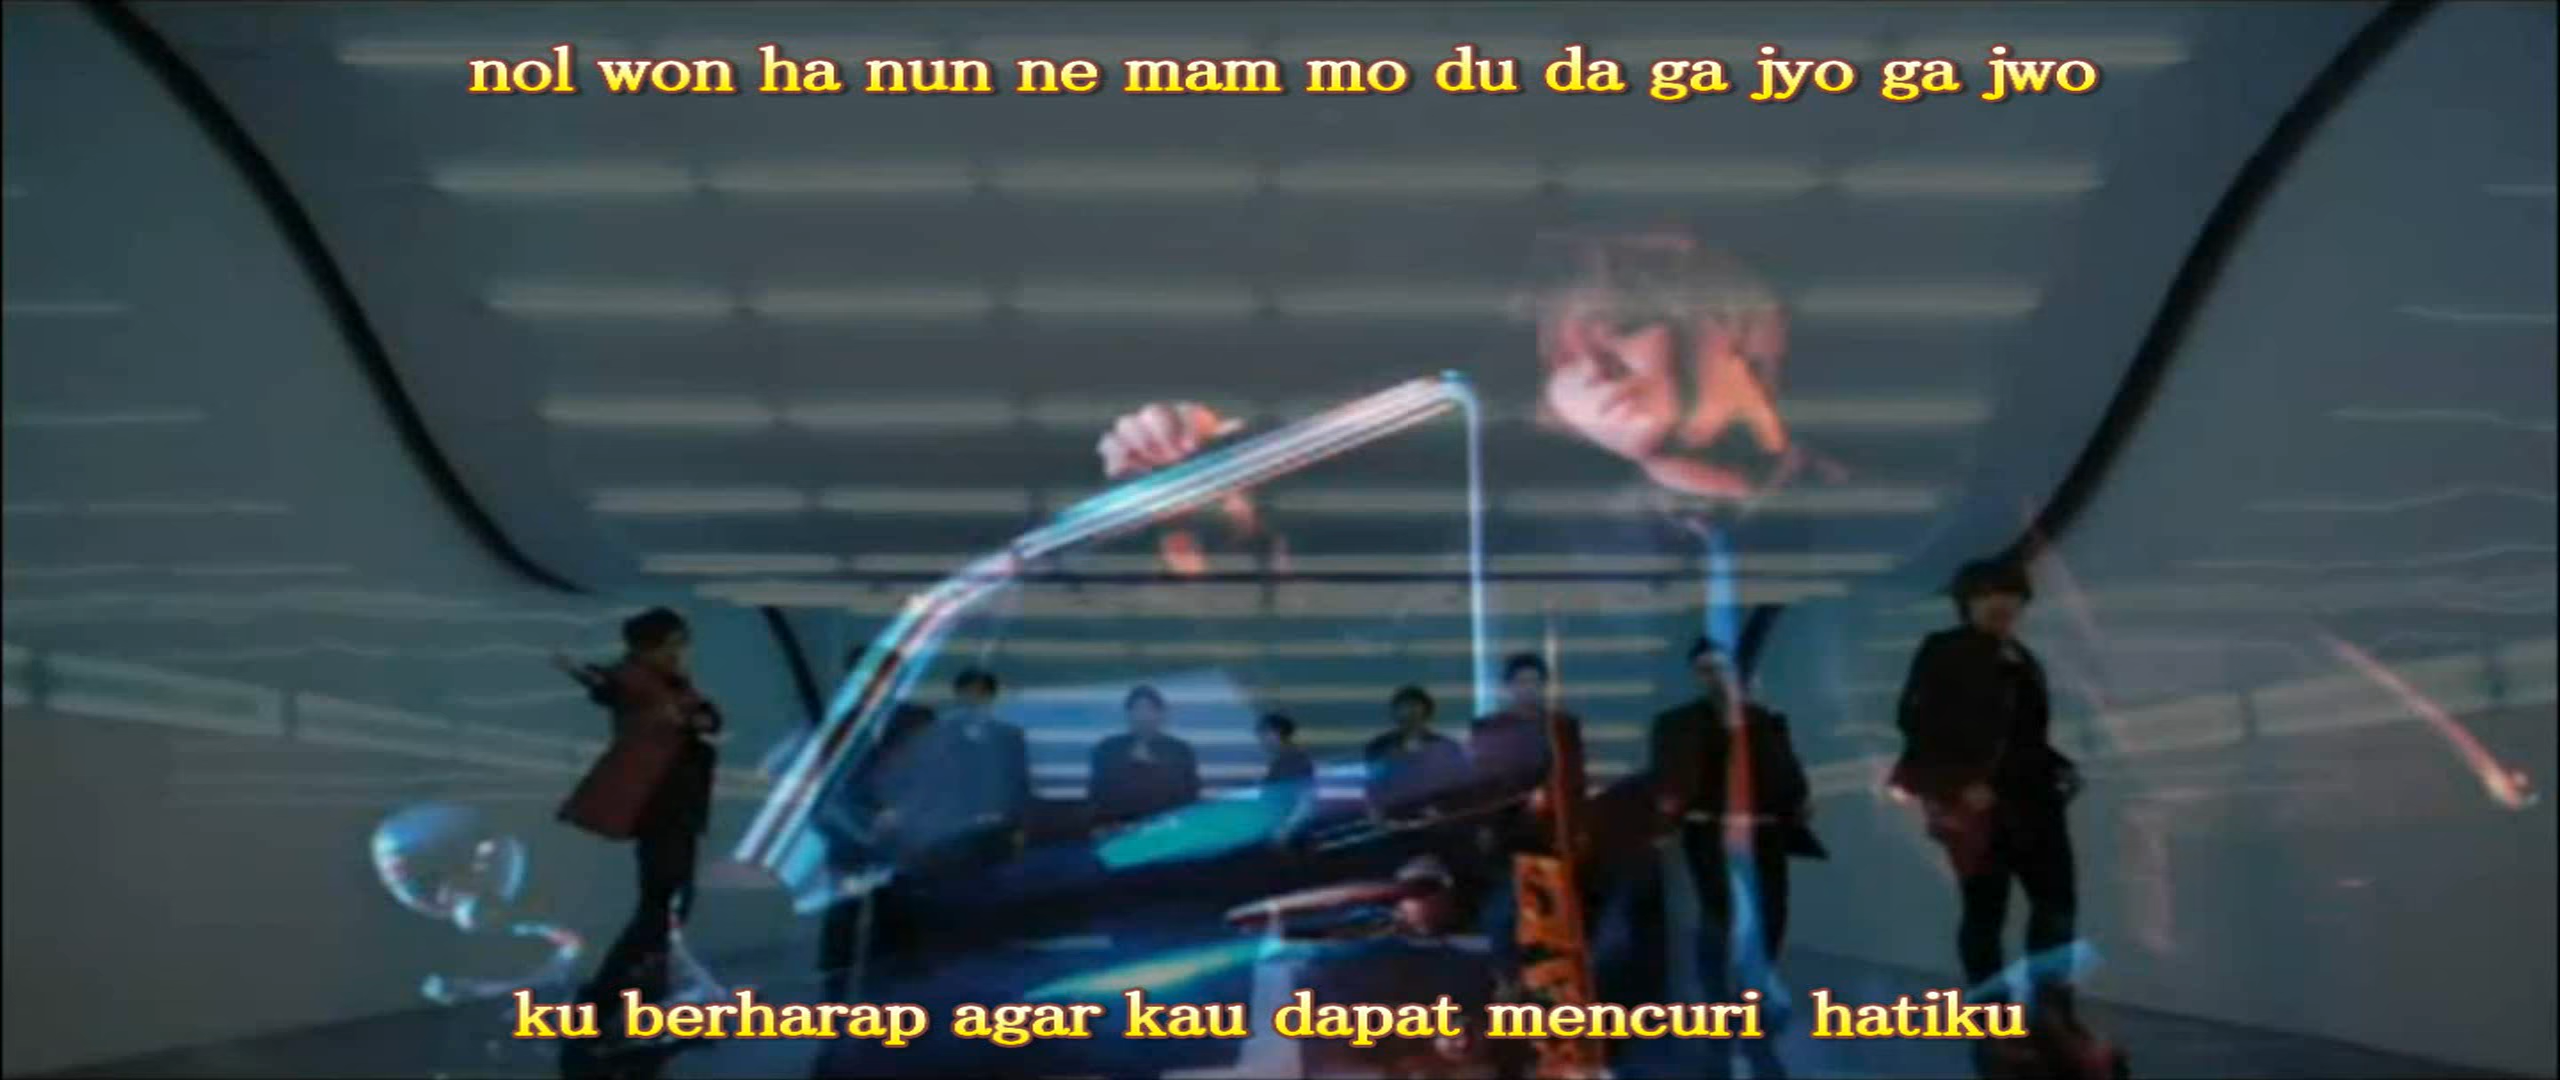 nol won ha nun ne mam mo du da ga jyo ga jwo
ku berharap agar kau dapat mencuri hatiku